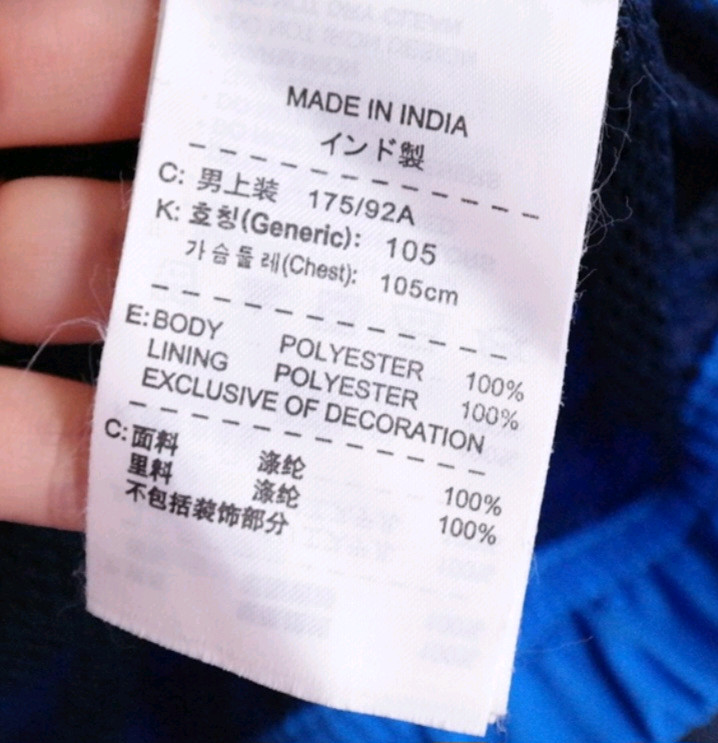 MADE IN INDIA
インド製
C: 男上装 175/92A
K: 호칭(Generic): 105
가슴둘레(Chest): 105cm
E: BODY POLYESTER 100%
LINING POLYESTER 100%
EXCLUSIVE OF DECORATION
C: 面料 涤纶 100%
里料 涤纶 100%
不包括装饰部分